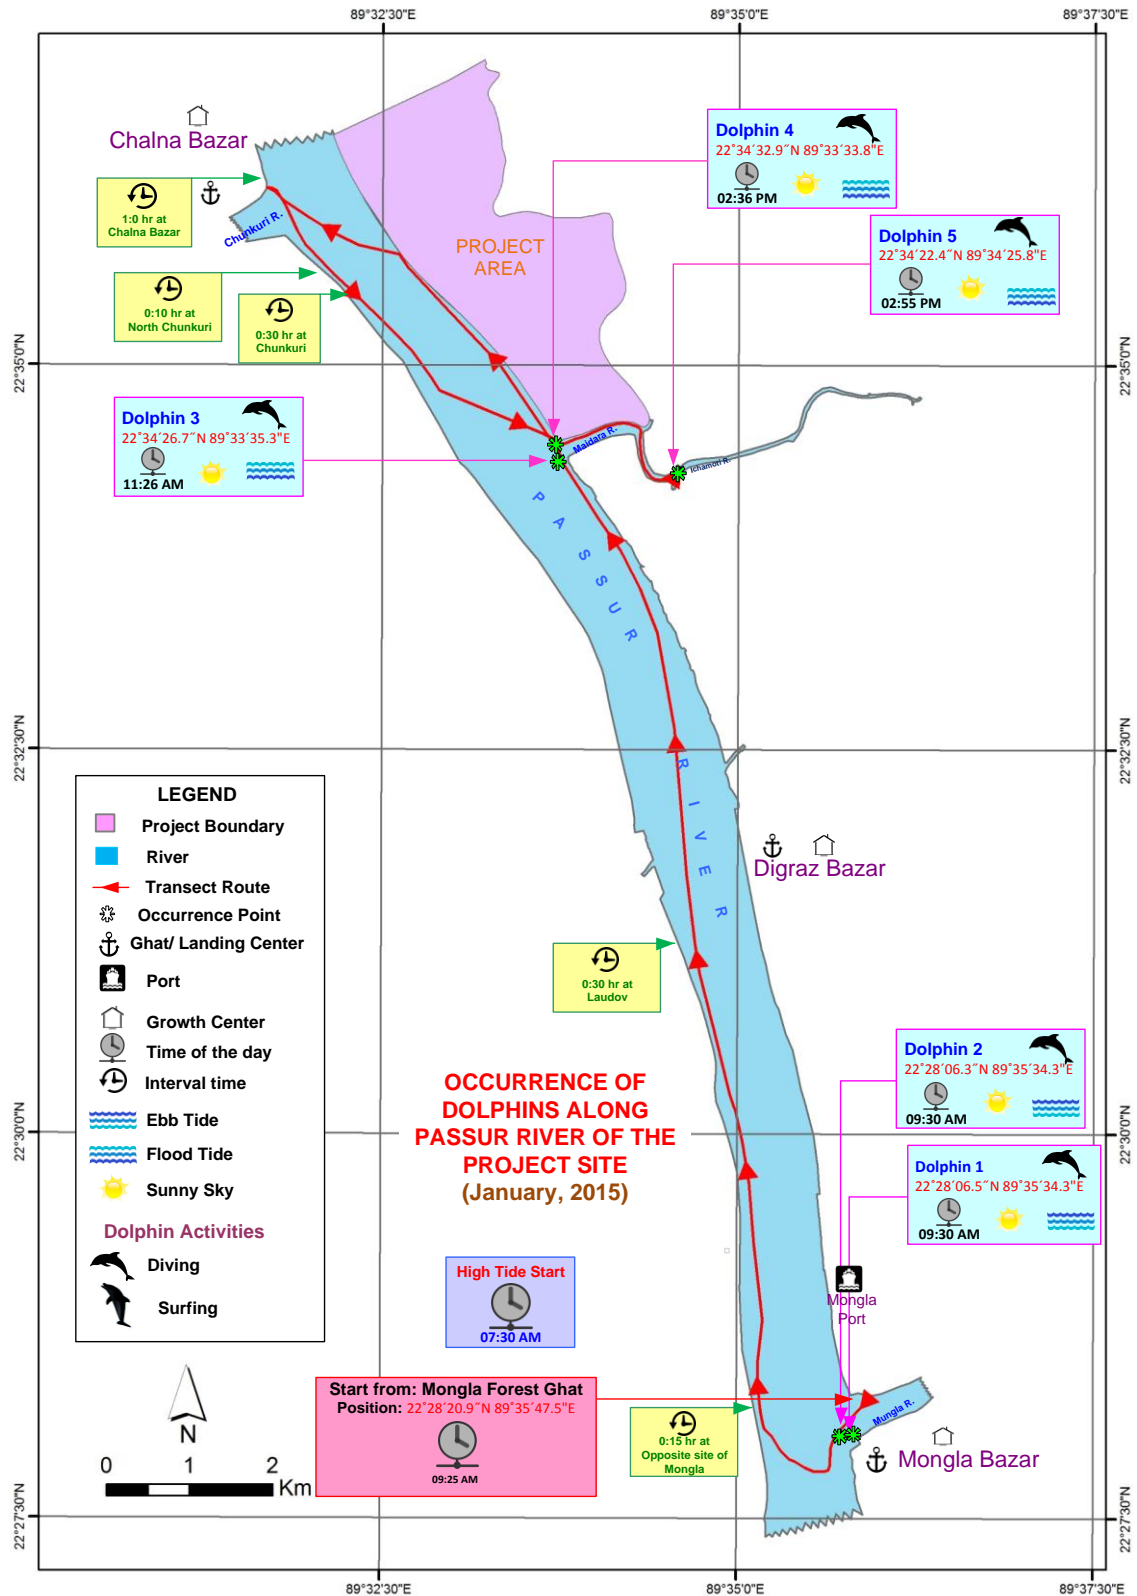 89°32'30"E
89°35'0"E
89°37'30"E
Chalna Bazar
Dolphin 4
22°34´32.9˝N 89°33´33.8"E
02:36 PM
1:0 hr at
Chalna Bazar
Chunkuri R.
Dolphin 5
22°34´22.4˝N 89°34´25.8"E
02:55 PM
PROJECT
AREA
0:10 hr at
North Chunkuri
0:30 hr at
Chunkuri
22°35'0"N
22°35'0"N
Dolphin 3
22°34´26.7˝N 89°33´35.3"E
11:26 AM
Maidara R.
Ichamoti R.
PASSUR
22°32'30"N
22°32'30"N
RIVER
LEGEND
Project Boundary
River
Transect Route
Occurrence Point
Ghat/ Landing Center
Port
Growth Center
Time of the day
Interval time
Ebb Tide
Flood Tide
Sunny Sky
Dolphin Activities
Diving
Surfing
Digraz Bazar
0:30 hr at
Laudov
Dolphin 2
22°28´06.3˝N 89°35´34.3"E
09:30 AM
OCCURRENCE OF
DOLPHINS ALONG
PASSUR RIVER OF THE
PROJECT SITE
(January, 2015)
22°30'0"N
22°30'0"N
Dolphin 1
22°28´06.5˝N 89°35´34.3"E
09:30 AM
High Tide Start
07:30 AM
Mongla
Port
Start from: Mongla Forest Ghat
Position: 22°28´20.9˝N 89°35´47.5"E
09:25 AM
0:15 hr at
Opposite site of
Mongla
Mungla R.
Mongla Bazar
N
0 1 2
Km
22°27'30"N
22°27'30"N
89°32'30"E
89°35'0"E
89°37'30"E